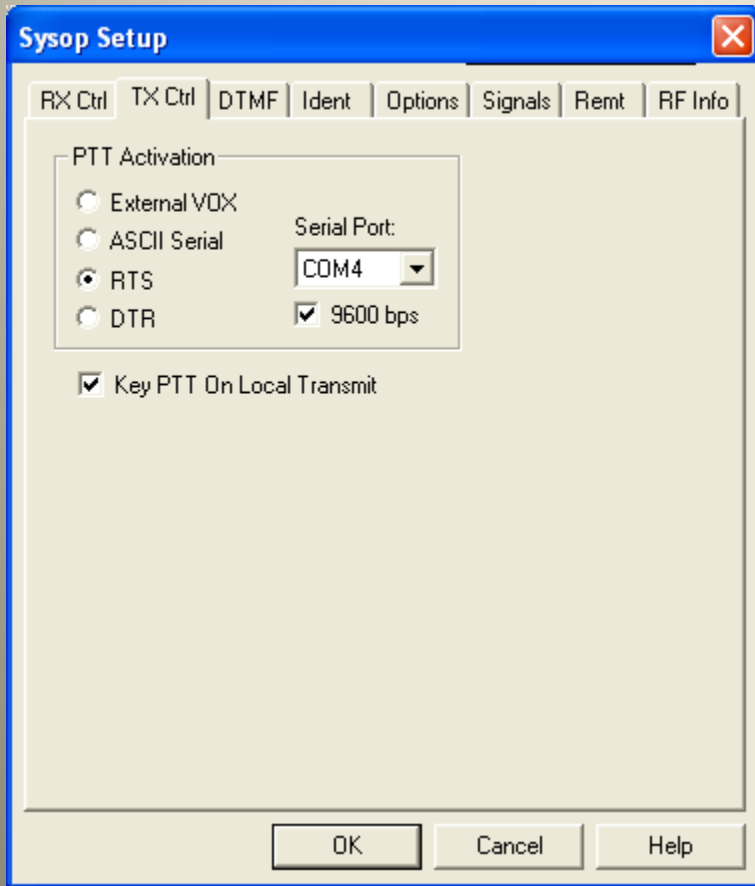 Sysop Setup
RX Ctrl TX Ctrl DTMF Ident Options Signals Remt RF Info
PTT Activation
External VOX
ASCII Serial
RTS
DTR
Serial Port:
COM4
9600 bps
Key PTT On Local Transmit
OK Cancel Help